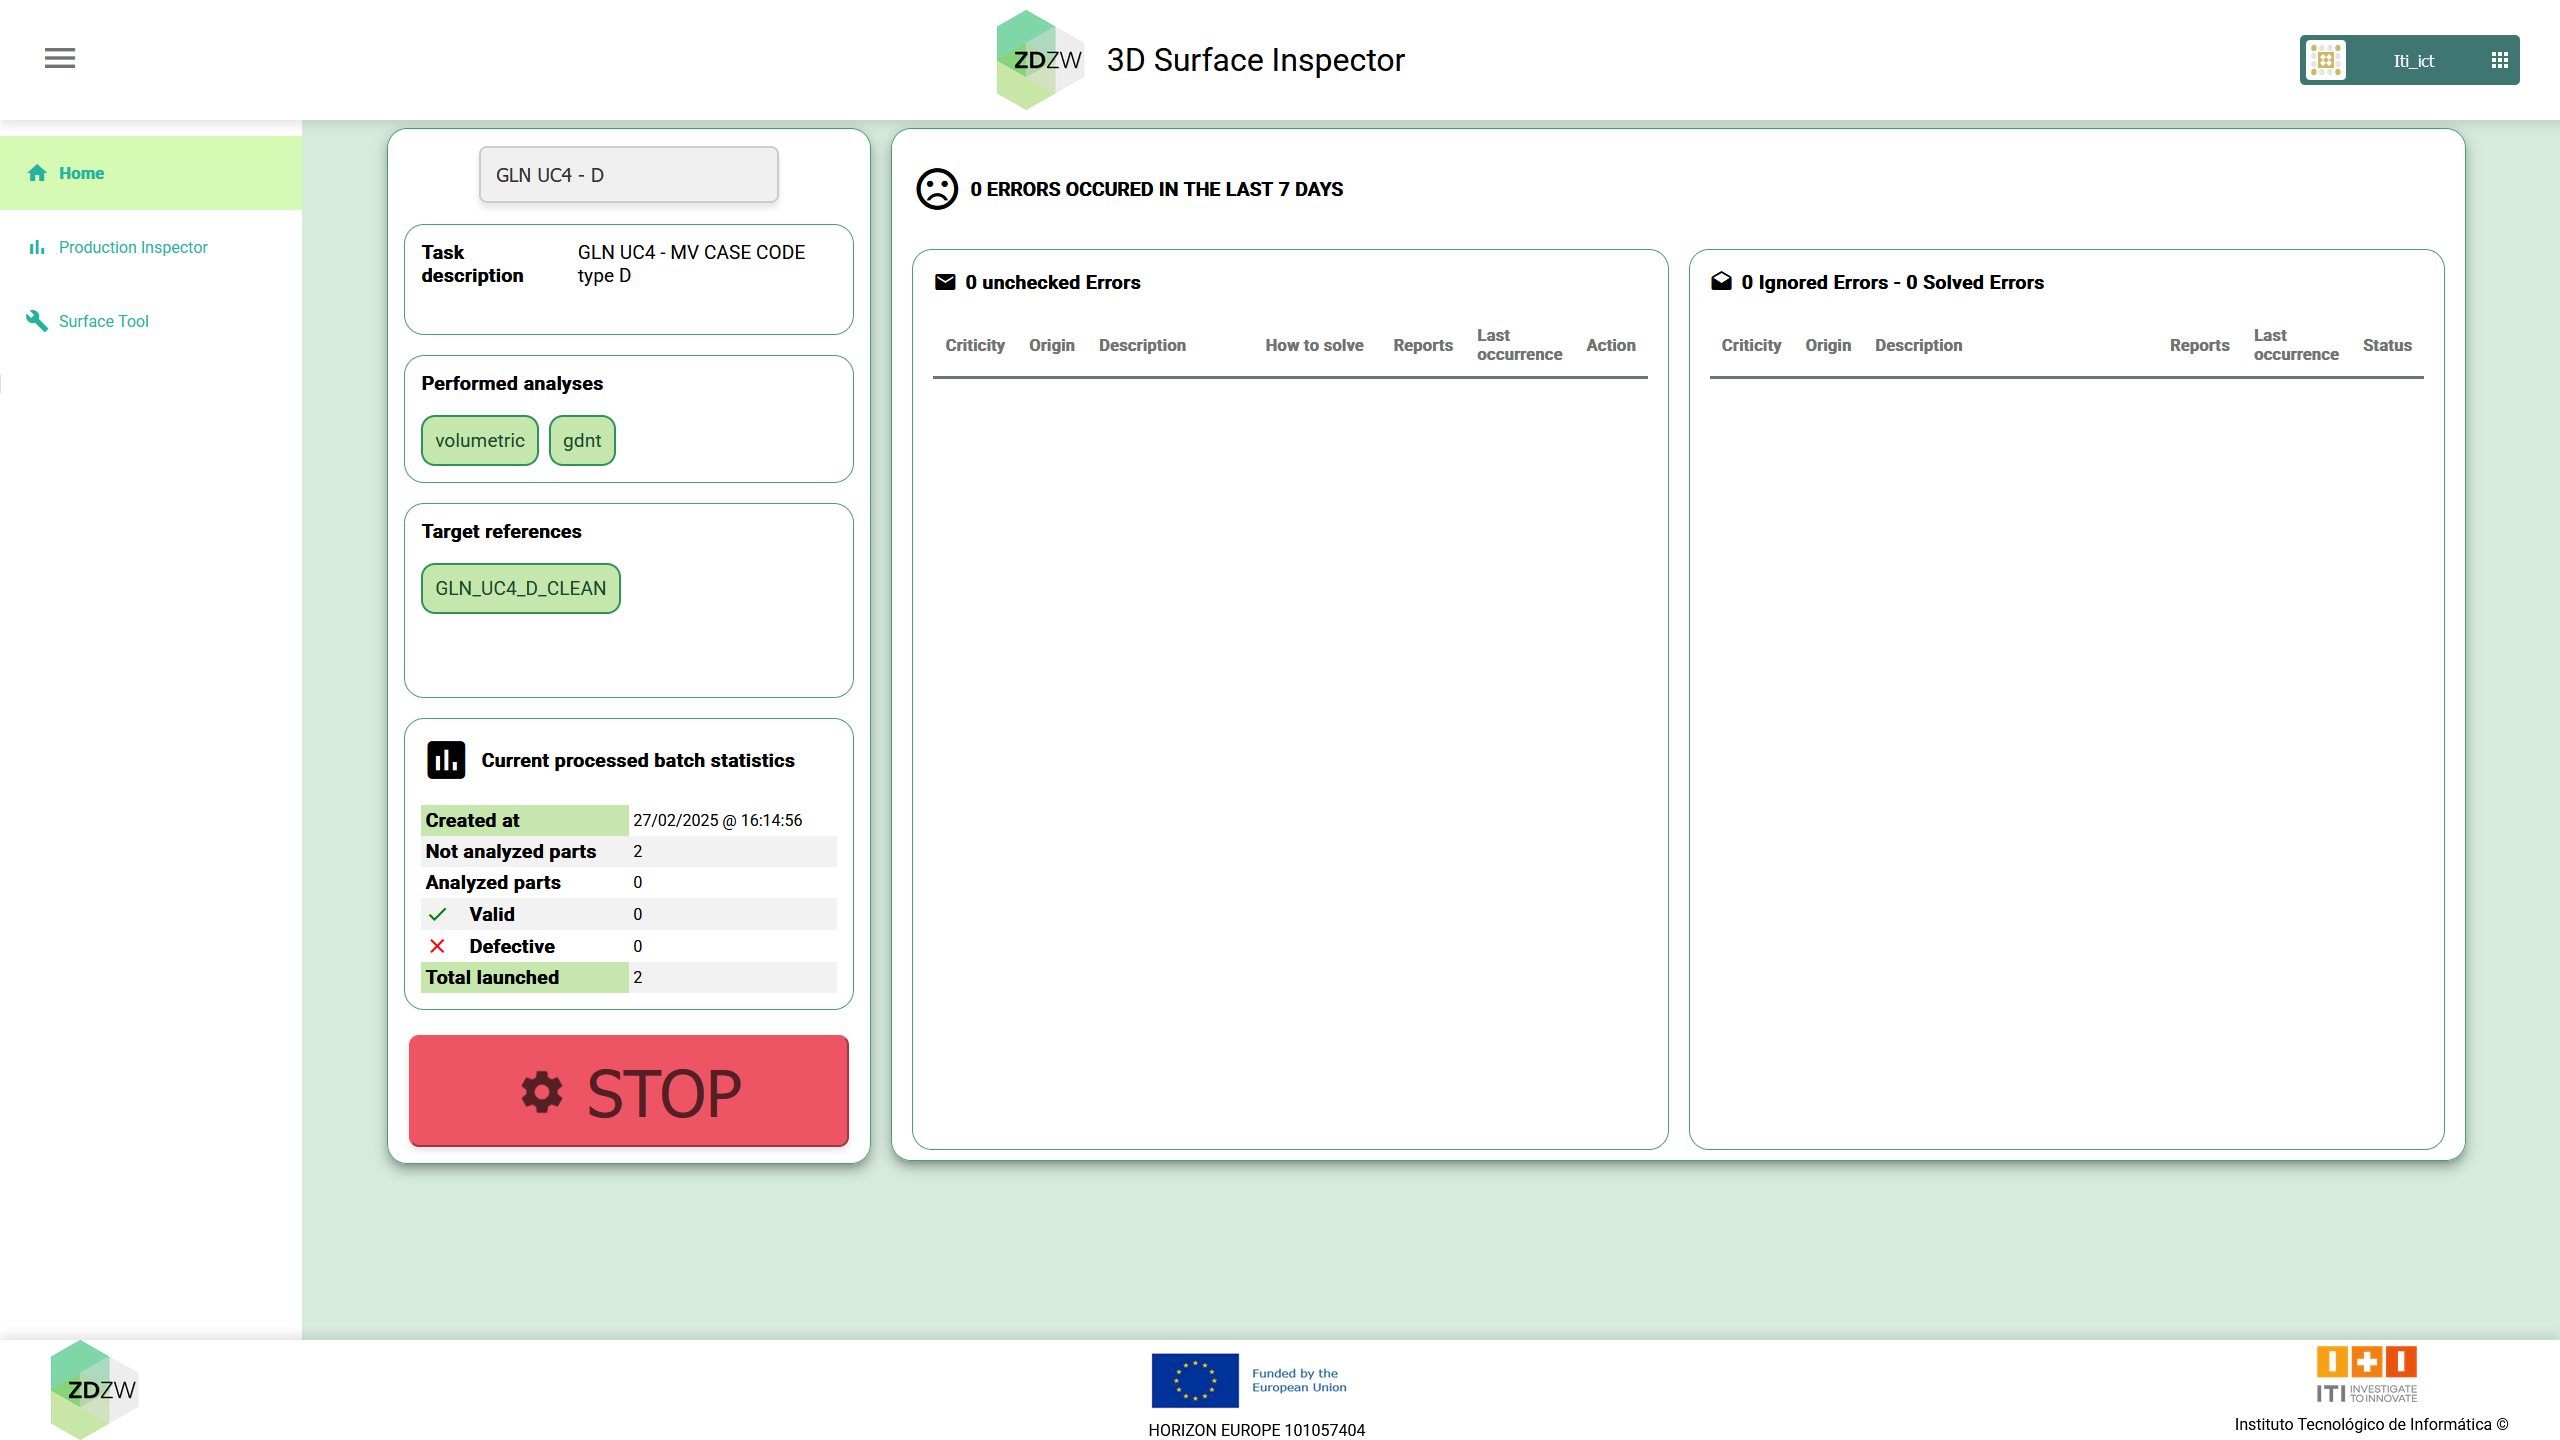 ZDZW
3D Surface Inspector
Iti_ict
Home
Production Inspector
Surface Tool
GLN UC4 - D
Task description
GLN UC4 - MV CASE CODE type D
Performed analyses
volumetric
gdnt
Target references
GLN_UC4_D_CLEAN
Current processed batch statistics
Created at 27/02/2025 @ 16:14:56
Not analyzed parts 2
Analyzed parts 0
Valid 0
Defective 0
Total launched 2
STOP
0 ERRORS OCCURED IN THE LAST 7 DAYS
0 unchecked Errors
Criticity Origin Description How to solve Reports Last occurrence Action
0 Ignored Errors - 0 Solved Errors
Criticity Origin Description Reports Last occurrence Status
ZDZW
Funded by the
European Union
HORIZON EUROPE 101057404
ITI INVESTIGATE
TO INNOVATE
Instituto Tecnológico de Informática ©